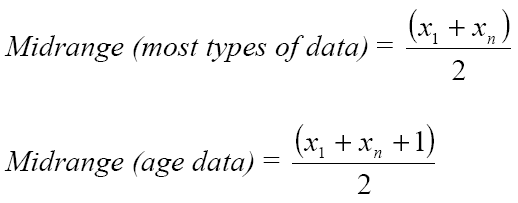 Midrange (most types of data) = (x₁ + xₙ) / 2
Midrange (age data) = (x₁ + xₙ + 1) / 2